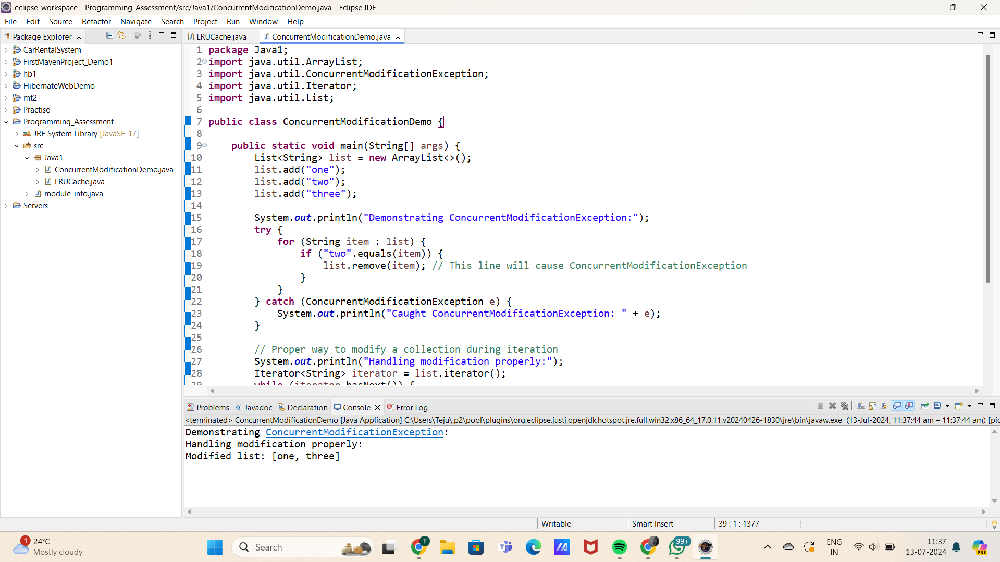 eclipse-workspace - Programming_Assessment/src/Java1/ConcurrentModificationDemo.java - Eclipse IDE
File Edit Source Refactor Navigate Search Project Run Window Help
Package Explorer
CarRentalSystem
FirstMavenProject_Demo1
hb1
HibernateWebDemo
mt2
Practise
Programming_Assessment
JRE System Library [JavaSE-17]
src
Java1
ConcurrentModificationDemo.java
LRUCache.java
module-info.java
Servers
LRUCache.java ConcurrentModificationDemo.java
1 package Java1;
2 import java.util.ArrayList;
3 import java.util.ConcurrentModificationException;
4 import java.util.Iterator;
5 import java.util.List;
6
7 public class ConcurrentModificationDemo {
8
9 public static void main(String[] args) {
10 List<String> list = new ArrayList<>();
11 list.add("one");
12 list.add("two");
13 list.add("three");
14
15 System.out.println("Demonstrating ConcurrentModificationException:");
16 try {
17 for (String item : list) {
18 if ("two".equals(item)) {
19 list.remove(item); // This line will cause ConcurrentModificationException
20 }
21 }
22 } catch (ConcurrentModificationException e) {
23 System.out.println("Caught ConcurrentModificationException: " + e);
24 }
25
26 // Proper way to modify a collection during iteration
27 System.out.println("Handling modification properly:");
28 Iterator<String> iterator = list.iterator();
29 while (iterator.hasNext()) {
Problems Javadoc Declaration Console Error Log
<terminated> ConcurrentModificationDemo [Java Application] C:\Users\Teju\.p2\pool\plugins\org.eclipse.justj.openjdk.hotspot.jre.full.win32.x86_64_17.0.11.v20240426-1830\jre\bin\javaw.exe (13-Jul-2024, 11:37:44 am – 11:37:44 am) [pid
Demonstrating ConcurrentModificationException:
Handling modification properly:
Modified list: [one, three]
Writable Smart Insert 39 : 1 : 1377
1
24°C
Mostly cloudy
Search
T
99+
ENG
IN
11:37
13-07-2024
PRE